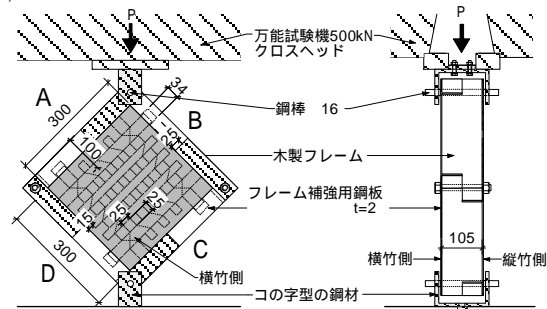 P
万能試験機500kN
クロスヘッド
P
A
300
34
B
鋼棒　16
100
25
木製フレーム
フレーム補強用鋼板
t=2
15
25
25
300
D
C
横竹側
105
横竹側
縦竹側
コの字型の鋼材